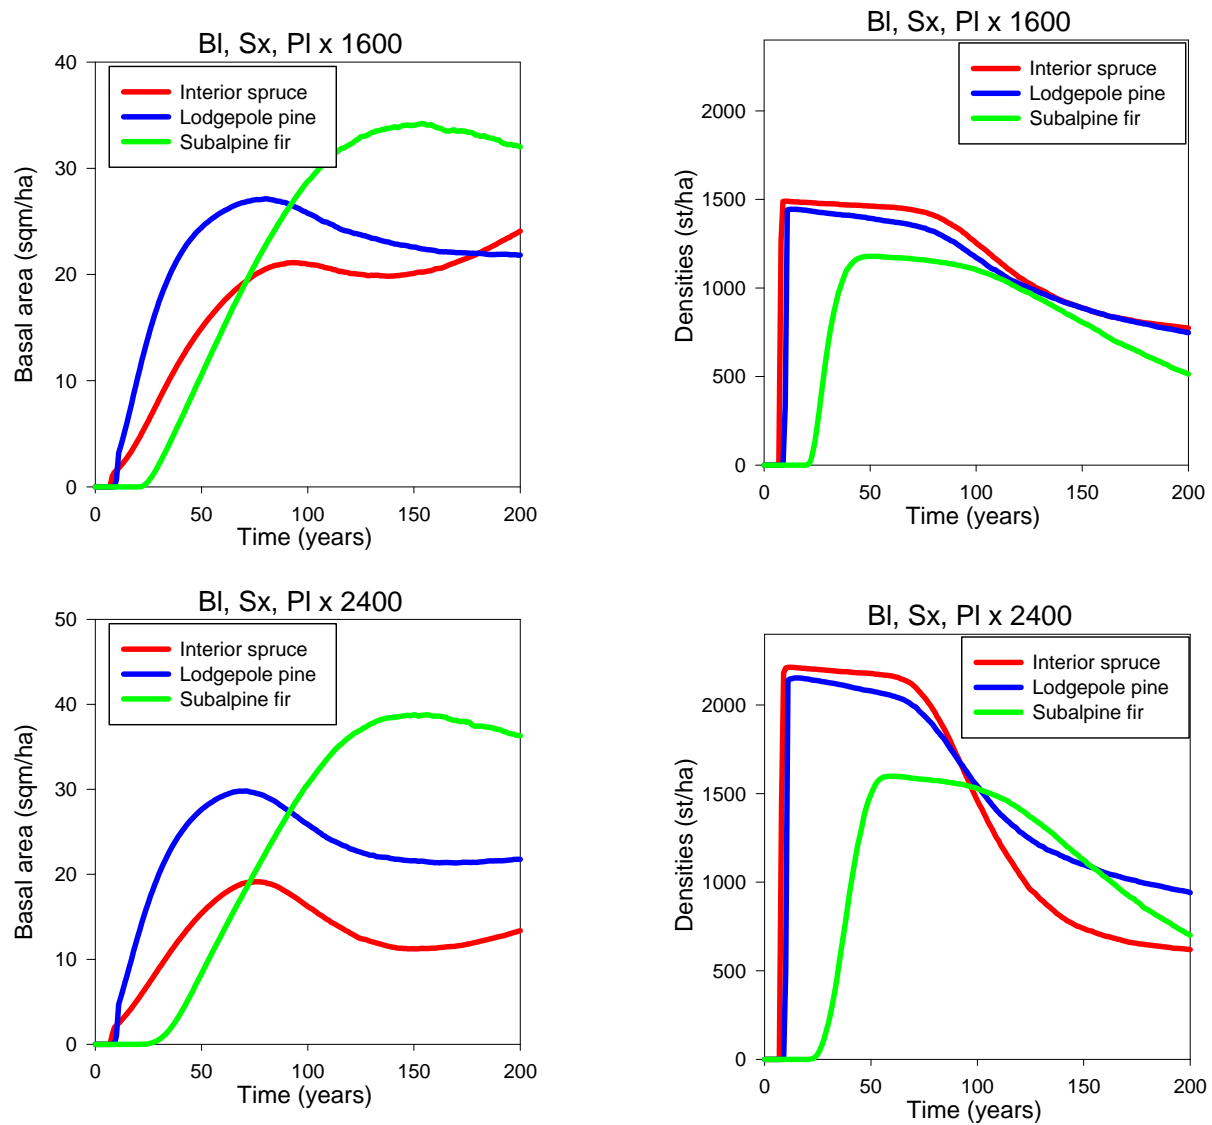 Bl, Sx, Pl x 1600
Interior spruce
Lodgepole pine
Subalpine fir
Basal area (sqm/ha)
40
30
20
10
0
0 50 100 150 200
Time (years)
Bl, Sx, Pl x 1600
Interior spruce
Lodgepole pine
Subalpine fir
Densities (st/ha)
2000
1500
1000
500
0
0 50 100 150 200
Time (years)
Bl, Sx, Pl x 2400
Interior spruce
Lodgepole pine
Subalpine fir
Basal area (sqm/ha)
50
40
30
20
10
0
0 50 100 150 200
Time (years)
Bl, Sx, Pl x 2400
Interior spruce
Lodgepole pine
Subalpine fir
Densities (st/ha)
2000
1500
1000
500
0
0 50 100 150 200
Time (years)